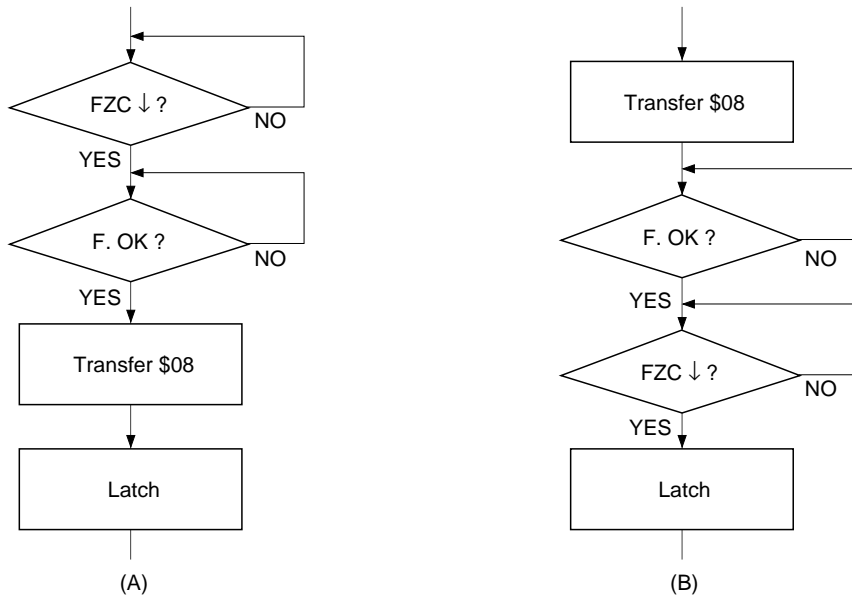 FZC ↓ ?
NO
YES
F. OK ?
NO
YES
Transfer $08
Latch
(A)
Transfer $08
F. OK ?
NO
YES
FZC ↓ ?
NO
YES
Latch
(B)